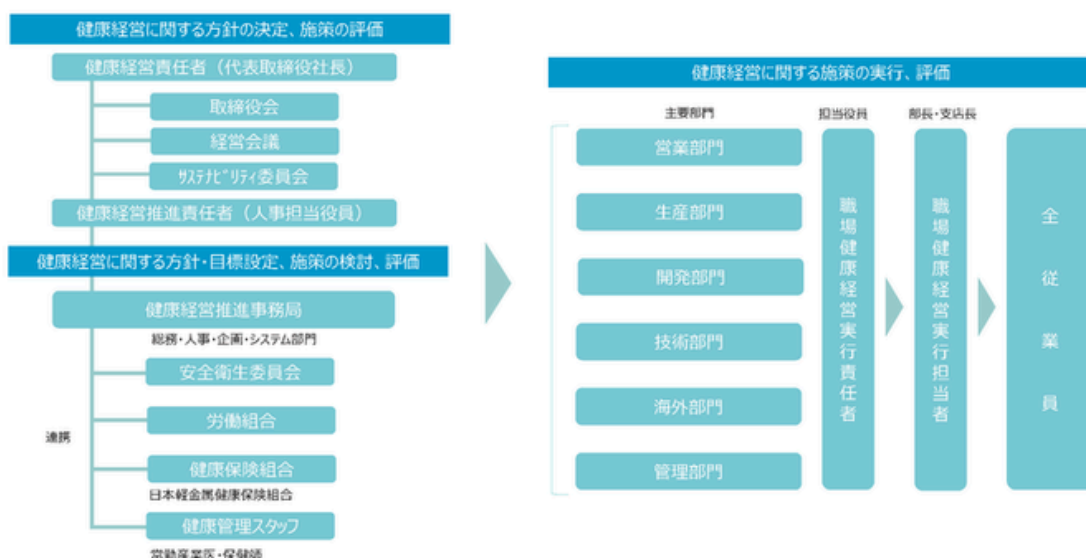 健康経営に関する方針の決定、施策の評価
健康経営責任者（代表取締役社長）
取締役会
経営会議
ｻｽﾃﾅﾋﾞﾘﾃｨ委員会
健康経営推進責任者（人事担当役員）
健康経営に関する方針・目標設定、施策の検討、評価
健康経営推進事務局
総務・人事・企画・システム部門
安全衛生委員会
労働組合
連携
健康保険組合
日本軽金属健康保険組合
健康管理スタッフ
常勤産業医・保健師
健康経営に関する施策の実行、評価
主要部門
担当役員
部長・支店長
営業部門
生産部門
開発部門
技術部門
海外部門
管理部門
職場健康経営実行責任者
職場健康経営実行担当者
全従業員